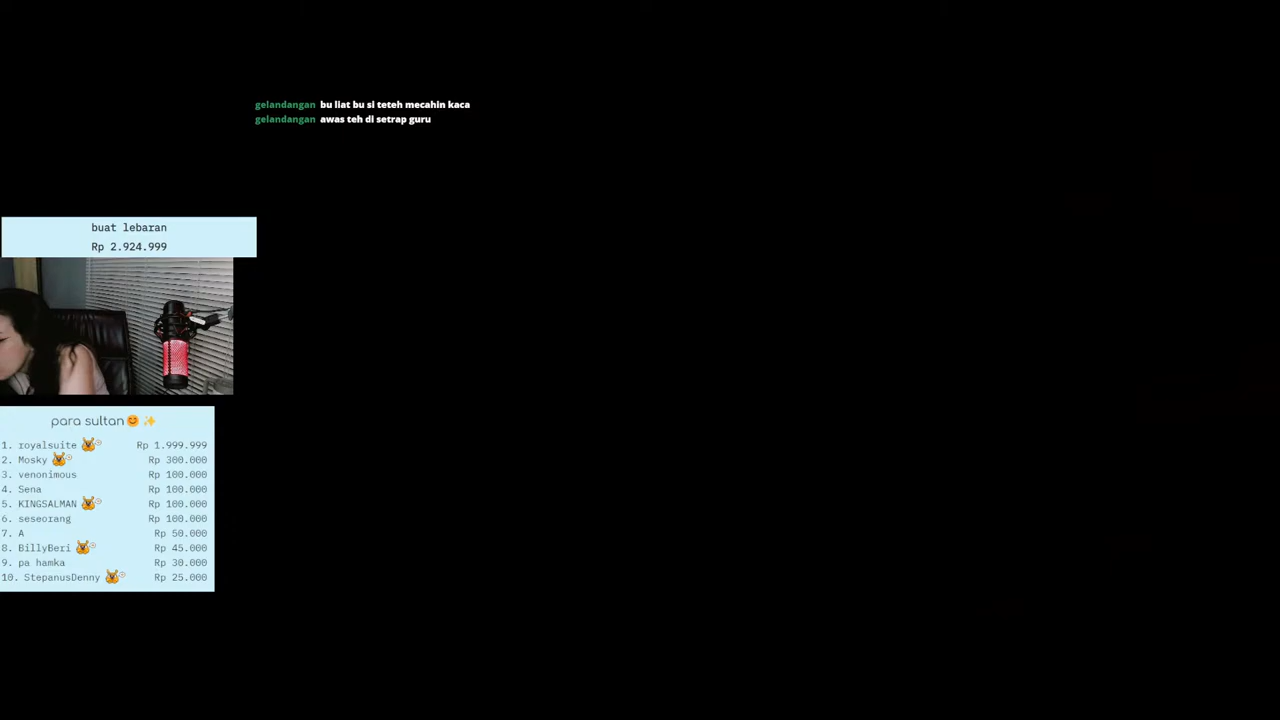 gelandangan bu liat bu si teteh mecahin kaca
gelandangan awas teh di setrap guru
buat lebaran
Rp 2.924.999
para sultan😊✨
1. royalsuite Rp 1.999.999
2. Mosky Rp 300.000
3. venonimous Rp 100.000
4. Sena Rp 100.000
5. KINGSALMAN Rp 100.000
6. seseorang Rp 100.000
7. A Rp 50.000
8. BillyBeri Rp 45.000
9. pa hamka Rp 30.000
10. StepanusDenny Rp 25.000